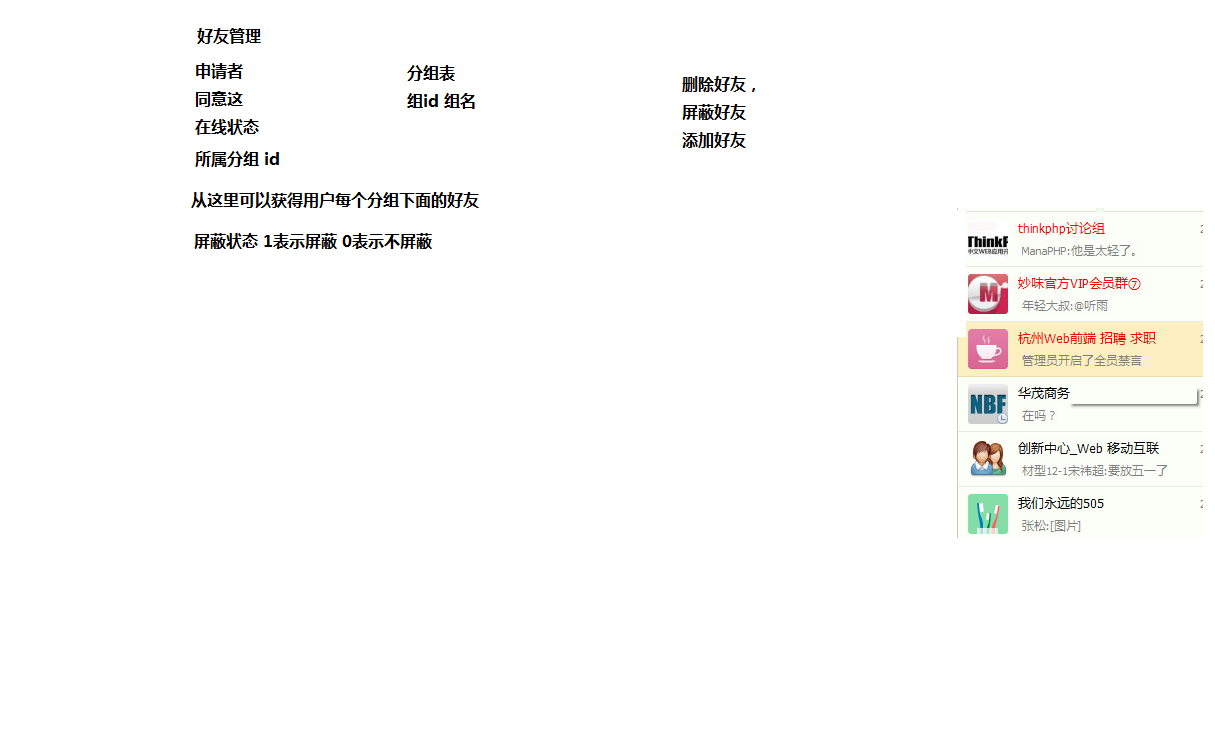 好友管理
申请者
同意这
在线状态
所属分组 id
从这里可以获得用户每个分组下面的好友
屏蔽状态 1表示屏蔽 0表示不屏蔽
分组表
组id 组名
删除好友，
屏蔽好友
添加好友
thinkphp讨论组
ManaPHP:他是太轻了。
妙味官方VIP会员群⑦
年轻大叔:@听雨
杭州Web前端 招聘 求职
管理员开启了全员禁言
华茂商务
NBF
在吗？
创新中心_Web 移动互联
材型12-1宋祎超:要放五一了
我们永远的505
张松:[图片]